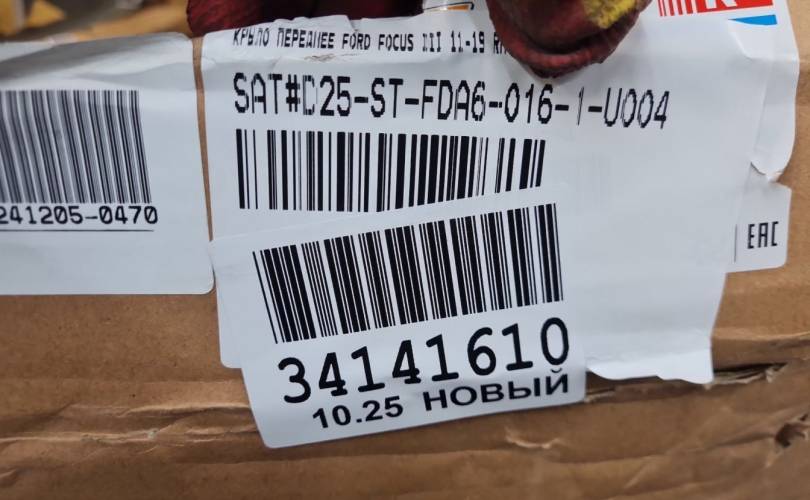 КРЫЛО ПЕРЕДНЕЕ FORD FOCUS III 11-19
SAT#D25-ST-FDA6-016-1-U004
241205-0470
EAC
34141610
10.25 НОВЫЙ